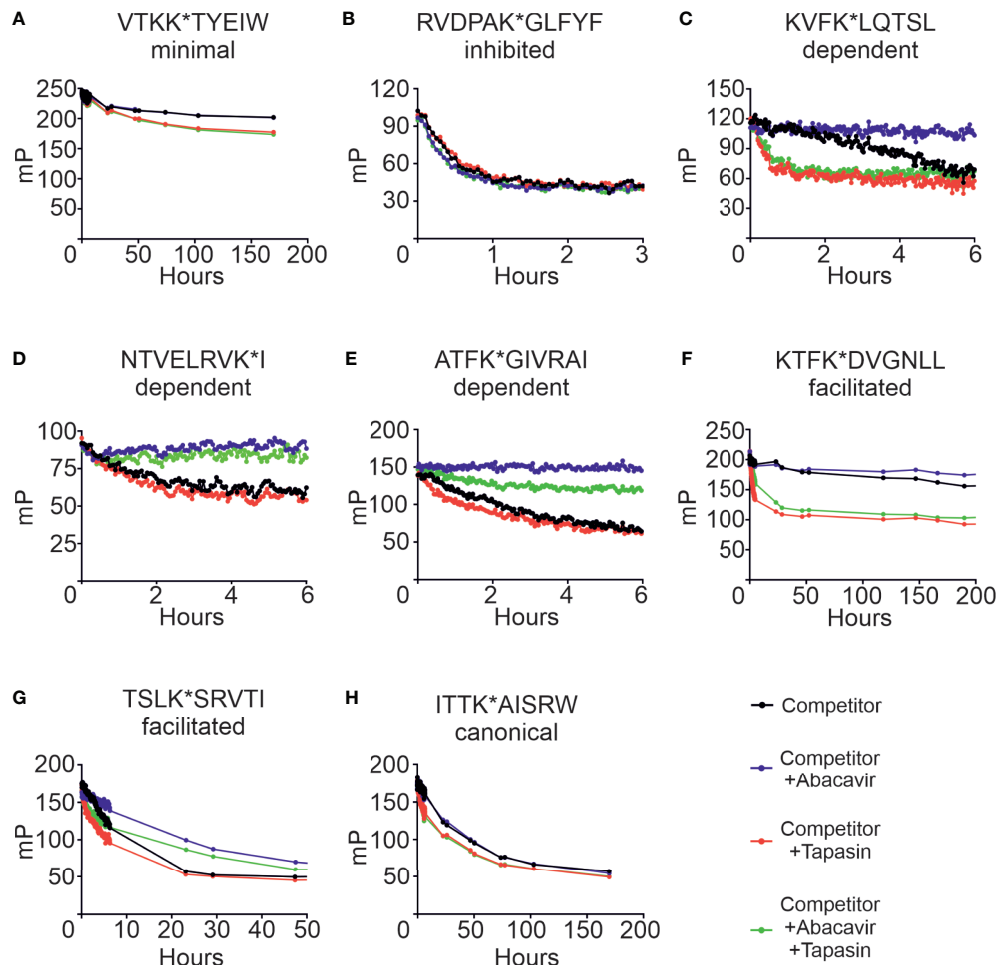 A
VTKK*TYEIW
minimal
250
200
150
100
50
0
mP
0 50 100 150 200
Hours
B
RVDPAK*GLFYF
inhibited
120
90
60
30
mP
0 1 2 3
Hours
C
KVFK*LQTSL
dependent
150
120
90
60
30
mP
0 2 4 6
Hours
D
NTVELRVK*I
dependent
100
75
50
25
mP
0 2 4 6
Hours
E
ATFK*GIVRAI
dependent
200
150
100
50
mP
0 2 4 6
Hours
F
KTFK*DVGNLL
facilitated
250
200
150
100
50
mP
0 50 100 150 200
Hours
G
TSLK*SRVTI
facilitated
200
150
100
50
mP
0 10 20 30 40 50
Hours
H
ITTK*AISRW
canonical
200
150
100
50
mP
0 50 100 150 200
Hours
Competitor
Competitor
+Abacavir
Competitor
+Tapasin
Competitor
+Abacavir
+Tapasin